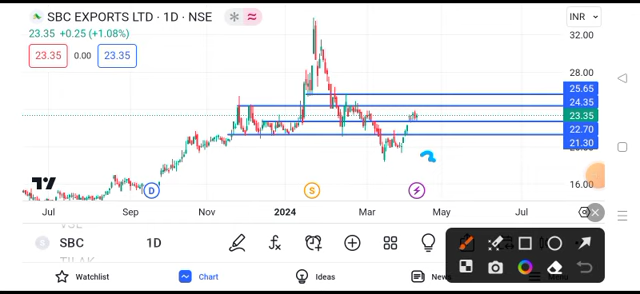 SBC EXPORTS LTD · 1D · NSE
INR
23.35 +0.25 (+1.08%)
23.35 0.00 23.35
32.00
28.00
25.65
24.35
23.35
22.70
21.30
16.00
D S
Jul Sep Nov 2024 Mar May Jul
SBC 1D
Watchlist Chart Ideas News